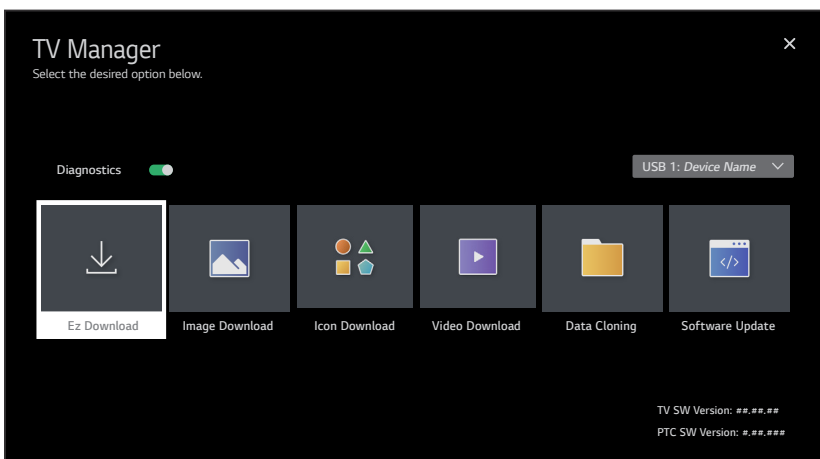 TV Manager
Select the desired option below.
Diagnostics
USB 1: Device Name
</>
Ez Download
Image Download
Icon Download
Video Download
Data Cloning
Software Update
TV SW Version: ##.##.##
PTC SW Version: #.##.###